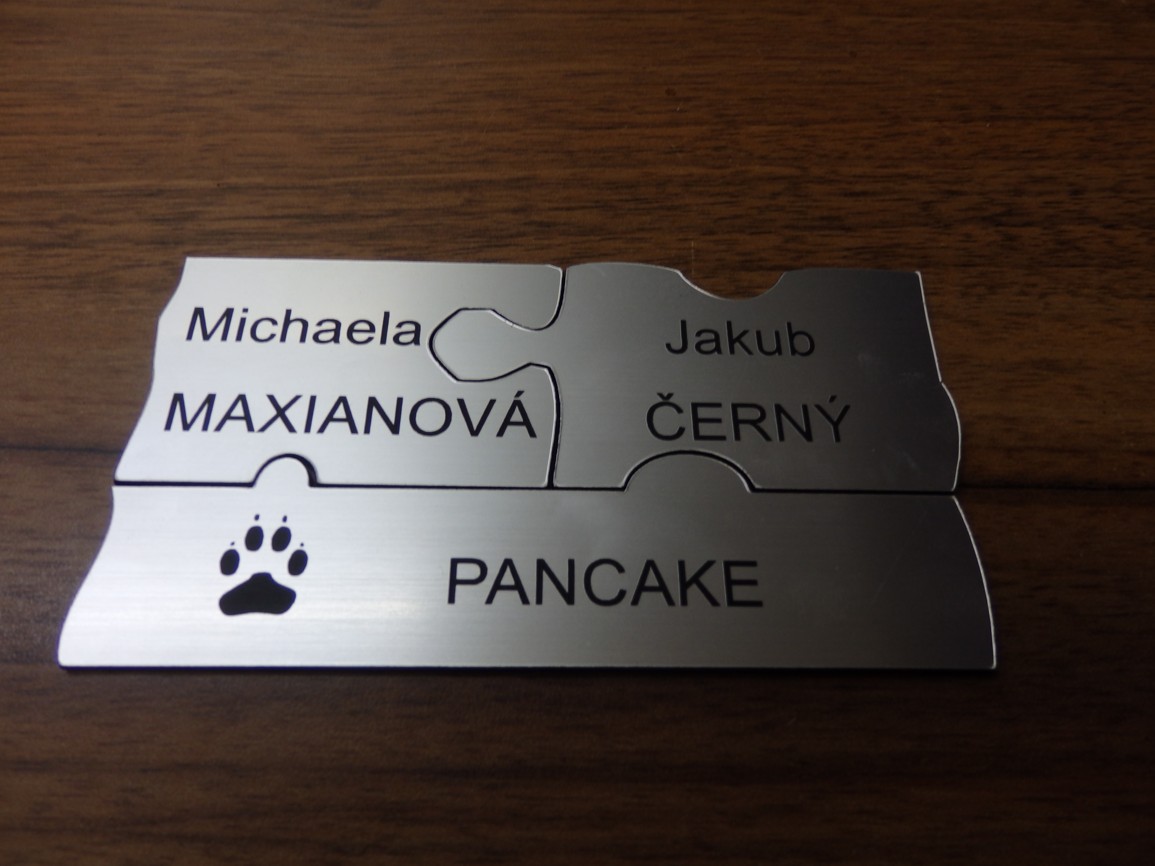 Michaela
MAXIANOVÁ
Jakub
ČERNÝ
PANCAKE